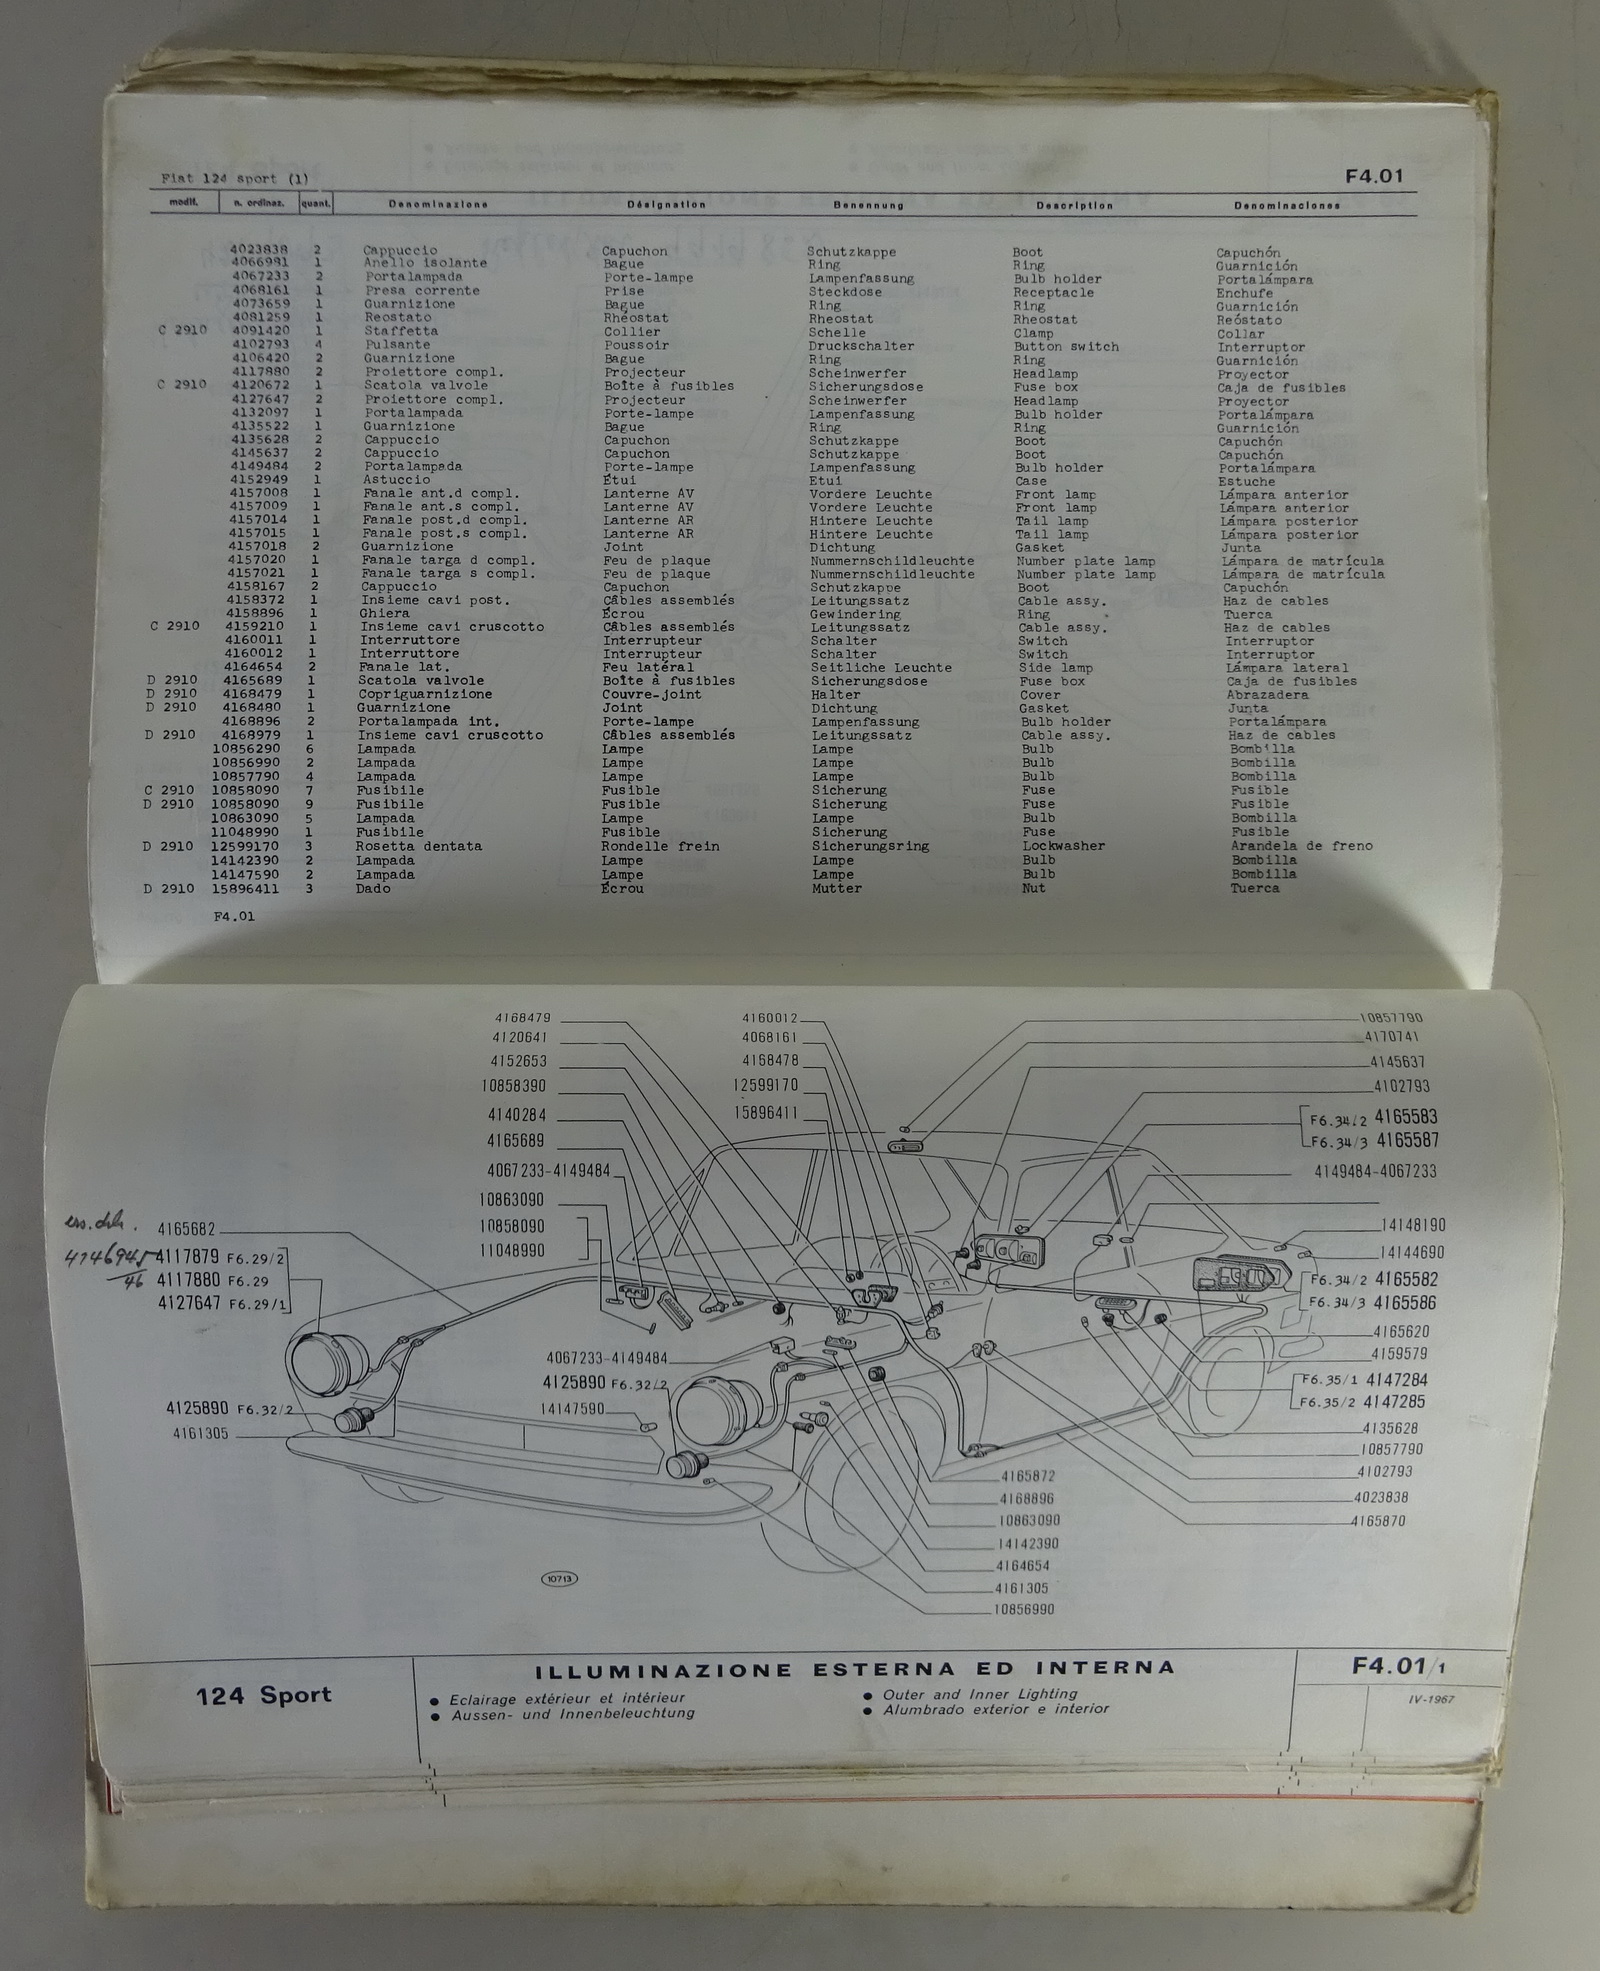 Fiat 124 sport (1) F4.01
modif. n. ordinaz. quant. Denominazione Désignation Benennung Description Denominaciones
4023838 2 Cappuccio Capuchon Schutzkappe Boot Capuchón
4066991 1 Anello isolante Bague Ring Ring Guarnición
4067233 2 Portalampada Porte-lampe Lampenfassung Bulb holder Portalámpara
4068161 1 Presa corrente Prise Steckdose Receptacle Enchufe
4073659 1 Guarnizione Bague Ring Ring Guarnición
4081259 1 Reostato Rhéostat Rheostat Rheostat Reóstato
C 2910 4091420 1 Staffetta Collier Schelle Clamp Collar
4102793 4 Pulsante Poussoir Druckschalter Button switch Interruptor
4106420 2 Guarnizione Bague Ring Ring Guarnición
4117880 2 Proiettore compl. Projecteur Scheinwerfer Headlamp Proyector
C 2910 4120672 1 Scatola valvole Boîte à fusibles Sicherungsdose Fuse box Caja de fusibles
4127647 2 Proiettore compl. Projecteur Scheinwerfer Headlamp Proyector
4132097 1 Portalampada Porte-lampe Lampenfassung Bulb holder Portalámpara
4135522 1 Guarnizione Bague Ring Ring Guarnición
4135628 2 Cappuccio Capuchon Schutzkappe Boot Capuchón
4145637 2 Cappuccio Capuchon Schutzkappe Boot Capuchón
4149484 2 Portalampada Porte-lampe Lampenfassung Bulb holder Portalámpara
4152949 1 Astuccio Étui Etui Case Estuche
4157008 1 Fanale ant.d compl. Lanterne AV Vordere Leuchte Front lamp Lámpara anterior
4157009 1 Fanale ant.s compl. Lanterne AV Vordere Leuchte Front lamp Lámpara anterior
4157014 1 Fanale post.d compl. Lanterne AR Hintere Leuchte Tail lamp Lámpara posterior
4157015 1 Fanale post.s compl. Lanterne AR Hintere Leuchte Tail lamp Lámpara posterior
4157018 2 Guarnizione Joint Dichtung Gasket Junta
4157020 1 Fanale targa d compl. Feu de plaque Nummernschildleuchte Number plate lamp Lámpara de matrícula
4157021 1 Fanale targa s compl. Feu de plaque Nummernschildleuchte Number plate lamp Lámpara de matrícula
4158167 2 Cappuccio Capuchon Schutzkappe Boot Capuchón
4158372 1 Insieme cavi post. Câbles assemblés Leitungssatz Cable assy. Haz de cables
4158896 1 Ghiera Écrou Gewindering Ring Tuerca
C 2910 4159210 1 Insieme cavi cruscotto Câbles assemblés Leitungssatz Cable assy. Haz de cables
4160011 1 Interruttore Interrupteur Schalter Switch Interruptor
4160012 1 Interruttore Interrupteur Schalter Switch Interruptor
4164654 2 Fanale lat. Feu latéral Seitliche Leuchte Side lamp Lámpara lateral
D 2910 4165689 1 Scatola valvole Boîte à fusibles Sicherungsdose Fuse box Caja de fusibles
D 2910 4168479 1 Copriguarnizione Couvre-joint Halter Cover Abrazadera
D 2910 4168480 1 Guarnizione Joint Dichtung Gasket Junta
4168896 2 Portalampada int. Porte-lampe Lampenfassung Bulb holder Portalámpara
D 2910 4168979 1 Insieme cavi cruscotto Câbles assemblés Leitungssatz Cable assy. Haz de cables
10856290 6 Lampada Lampe Lampe Bulb Bombilla
10856990 2 Lampada Lampe Lampe Bulb Bombilla
10857790 4 Lampada Lampe Lampe Bulb Bombilla
C 2910 10858090 7 Fusibile Fusible Sicherung Fuse Fusible
D 2910 10858090 9 Fusibile Fusible Sicherung Fuse Fusible
10863090 5 Lampada Lampe Lampe Bulb Bombilla
11048990 1 Fusibile Fusible Sicherung Fuse Fusible
D 2910 12599170 3 Rosetta dentata Rondelle frein Sicherungsring Lockwasher Arandela de freno
14142390 2 Lampada Lampe Lampe Bulb Bombilla
14147590 2 Lampada Lampe Lampe Bulb Bombilla
D 2910 15896411 3 Dado Écrou Mutter Nut Tuerca
F4.01
4168479 4160012 10857790
4120641 4068161 4170741
4152653 4168478 4145637
10858390 12599170 4102793
4140284 15896411 F6.34/2 4165583
4165689 F6.34/3 4165587
4067233-4149484 4149484-4067233
10863090
4165682 10858090 14148190
4117879 F6.29/2 11048990 14144690
46 4117880 F6.29 F6.34/2 4165582
4127647 F6.29/1 F6.34/3 4165586
4165620
4067233-4149484 4159579
4125890 F6.32/2 F6.35/1 4147284
4125890 F6.32/2 14147590 F6.35/2 4147285
4161305 4135628
10857790
4165872 4102793
4168896 4023838
10863090 4165870
14142390
4164654
10713
4161305
10856990
124 Sport
ILLUMINAZIONE ESTERNA ED INTERNA
● Eclairage extérieur et intérieur
● Aussen- und Innenbeleuchtung
● Outer and Inner Lighting
● Alumbrado exterior e interior
F4.01/1
IV-1967